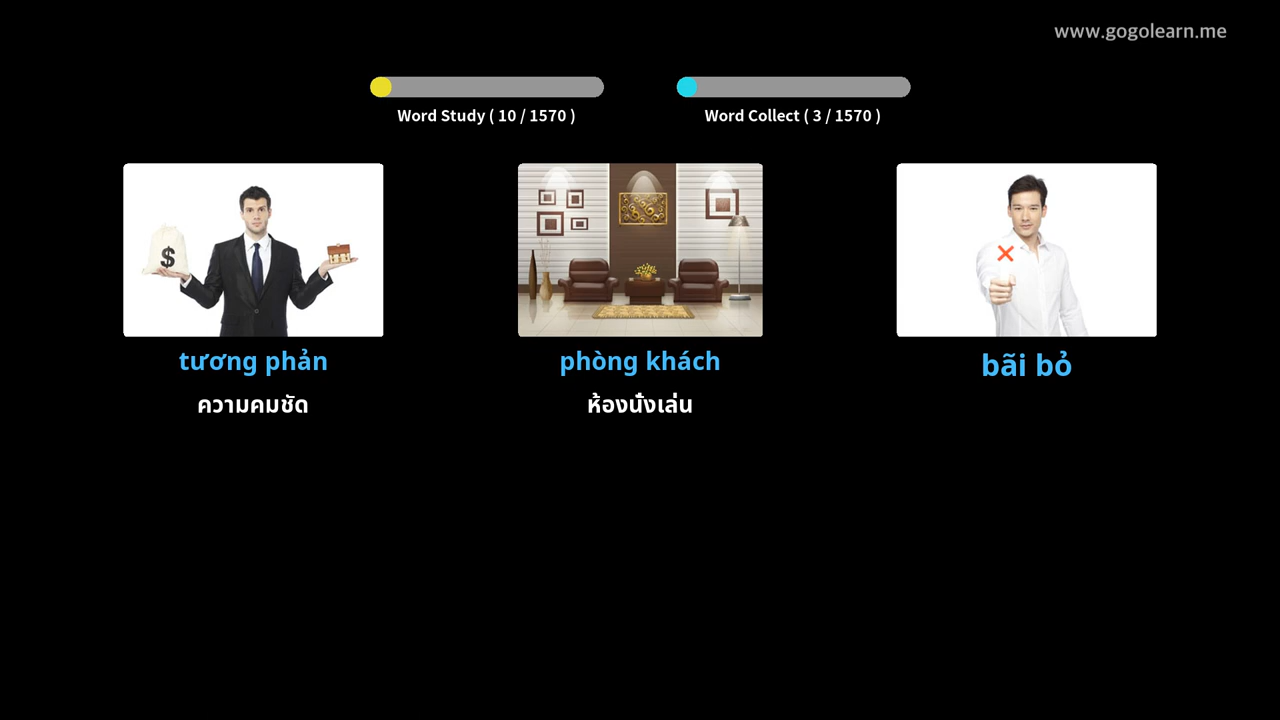 www.gogolearn.me
Word Study ( 10 / 1570 )
Word Collect ( 3 / 1570 )
tương phản
phòng khách
bãi bỏ
ความคมชัด
ห้องนั่งเล่น